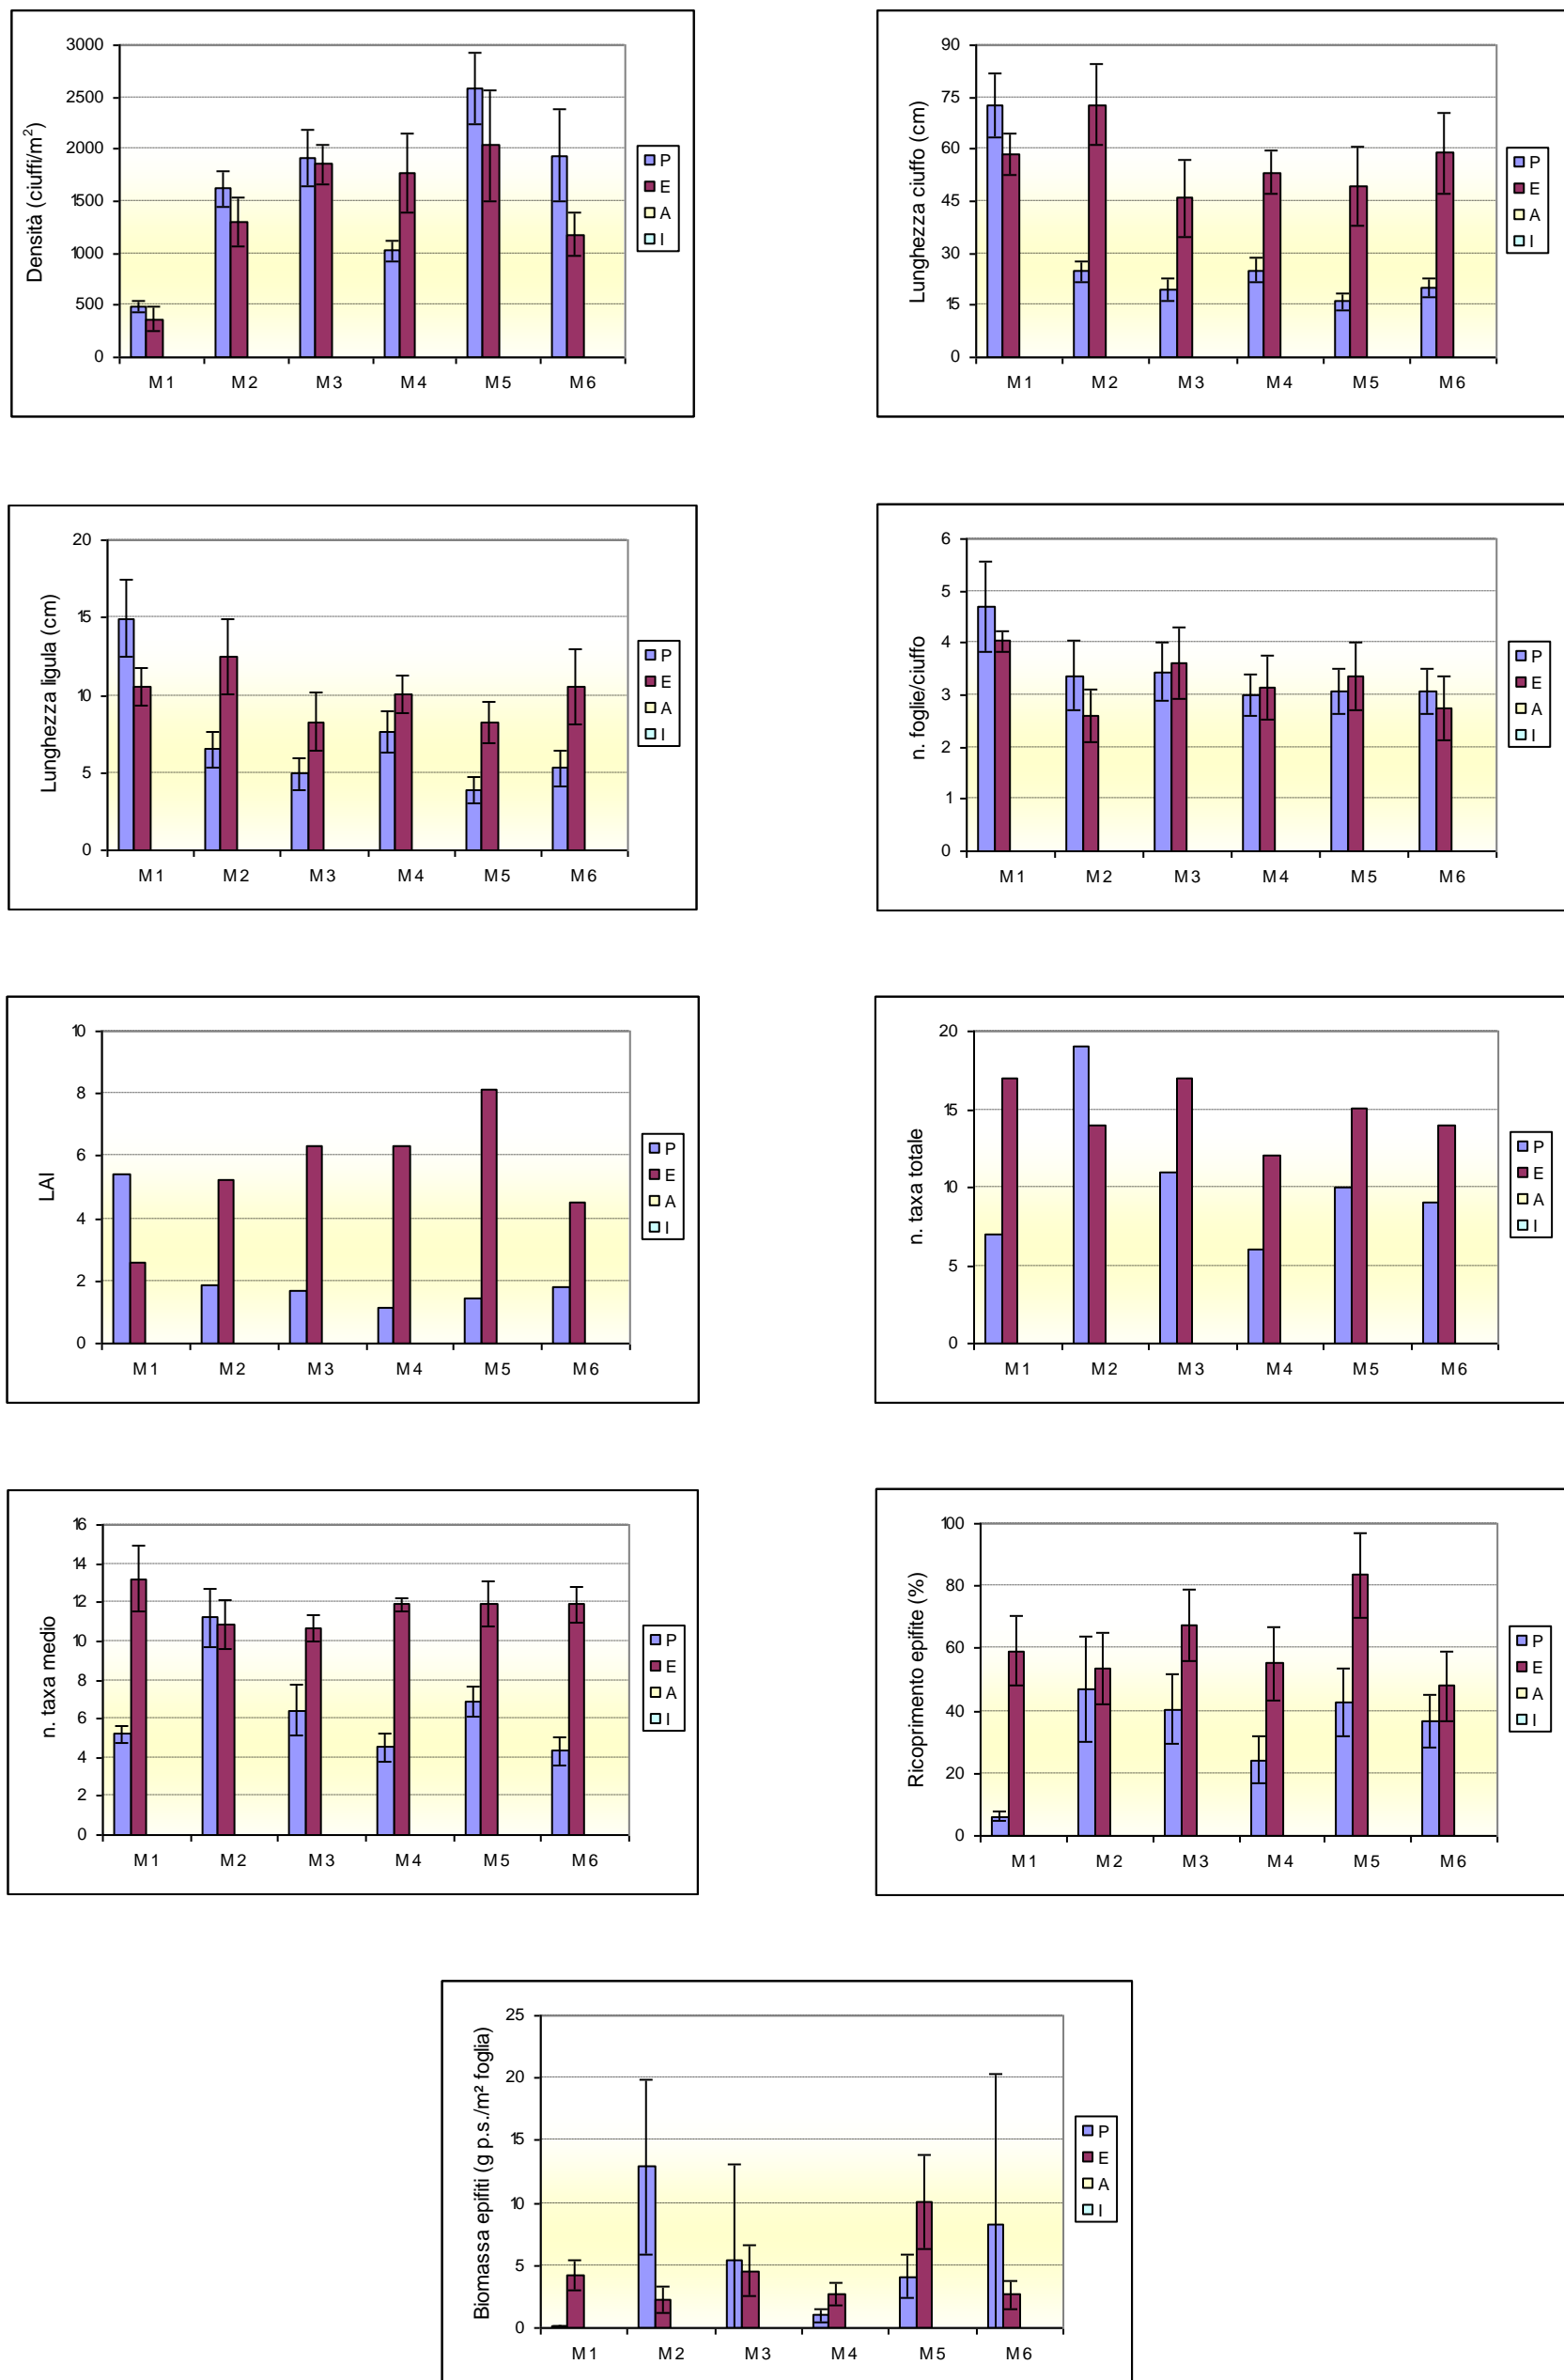 Densità (ciuffi/m²)
3000
2500
2000
1500
1000
500
0
M1 M2 M3 M4 M5 M6
P
E
A
I
Lunghezza ciuffo (cm)
90
75
60
45
30
15
0
M1 M2 M3 M4 M5 M6
P
E
A
I
Lunghezza ligula (cm)
20
15
10
5
0
M1 M2 M3 M4 M5 M6
P
E
A
I
n. foglie/ciuffo
6
5
4
3
2
1
0
M1 M2 M3 M4 M5 M6
P
E
A
I
LAI
10
8
6
4
2
0
M1 M2 M3 M4 M5 M6
P
E
A
I
n. taxa totale
20
15
10
5
0
M1 M2 M3 M4 M5 M6
P
E
A
I
n. taxa medio
16
14
12
10
8
6
4
2
0
M1 M2 M3 M4 M5 M6
P
E
A
I
Ricoprimento epifite (%)
100
80
60
40
20
0
M1 M2 M3 M4 M5 M6
P
E
A
I
Biomassa epifiti (g p.s./m² foglia)
25
20
15
10
5
0
M1 M2 M3 M4 M5 M6
P
E
A
I